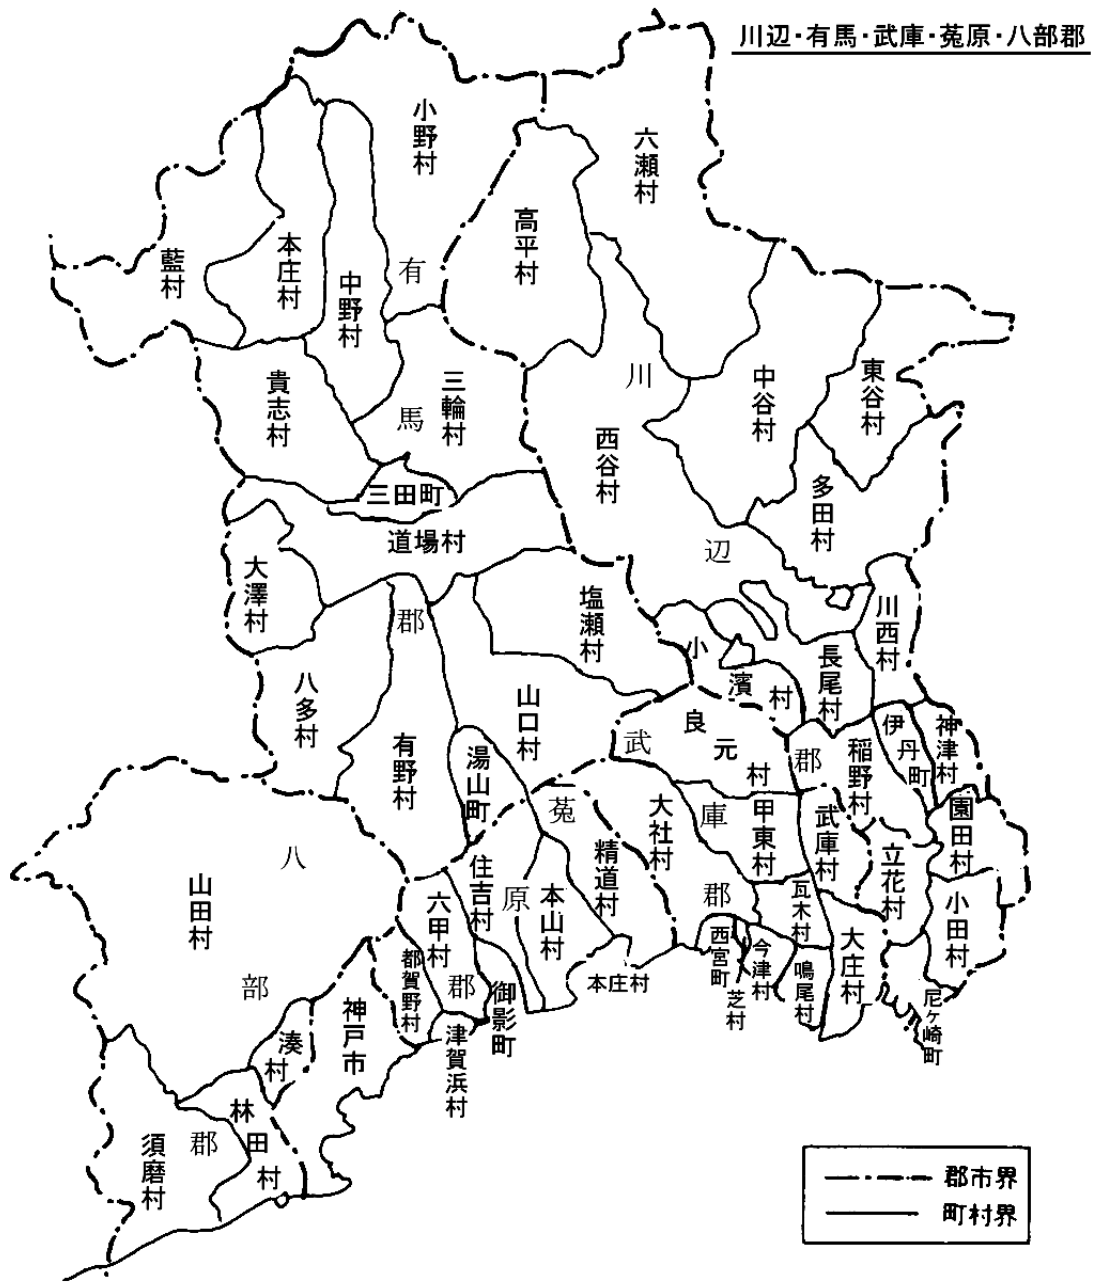 川辺・有馬・武庫・菟原・八部郡
小野村
六瀬村
高平村
本庄村
藍村
中野村
有
馬
郡
貴志村
三輪村
三田町
道場村
川
辺
郡
中谷村
東谷村
西谷村
多田村
大澤村
塩瀬村
川西村
小濱村
長尾村
八多村
山口村
有野村
湯山町
良元村
武
庫
郡
伊丹町
神津村
稲野村
園田村
大社村
甲東村
武庫村
立花村
小田村
菟
原
郡
精道村
住吉村
本山村
六甲村
瓦木村
大庄村
西宮町
芝村
今津村
鳴尾村
尼ヶ崎町
本庄村
御影町
都賀野村
津賀浜村
八
部
郡
山田村
神戸市
湊村
林田村
須磨村
郡市界
町村界